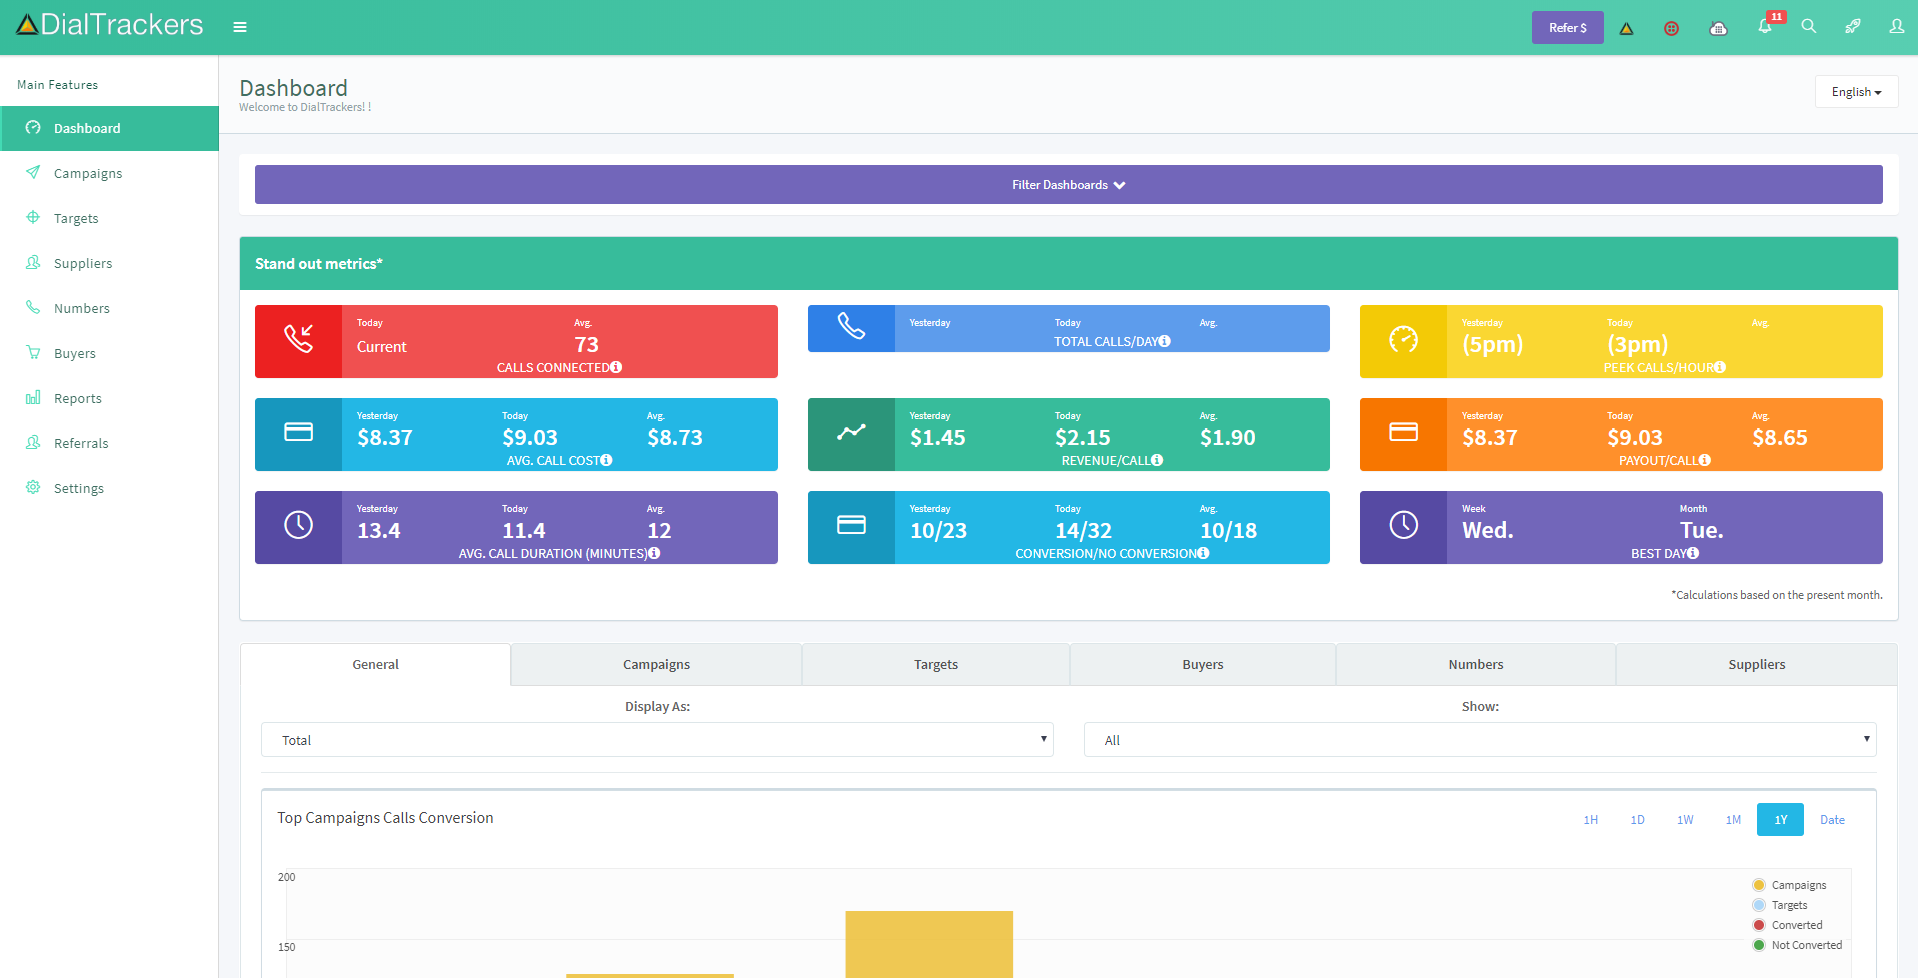 DialTrackers
Refer $
11
Main Features
Dashboard
Campaigns
Targets
Suppliers
Numbers
Buyers
Reports
Referrals
Settings
Dashboard
Welcome to DialTrackers! !
English
Filter Dashboards
Stand out metrics*
Today Avg.
Current 73
CALLS CONNECTED
Yesterday Today Avg.
TOTAL CALLS/DAY
Yesterday Today Avg.
(5pm) (3pm)
PEEK CALLS/HOUR
Yesterday Today Avg.
$8.37 $9.03 $8.73
AVG. CALL COST
Yesterday Today Avg.
$1.45 $2.15 $1.90
REVENUE/CALL
Yesterday Today Avg.
$8.37 $9.03 $8.65
PAYOUT/CALL
Yesterday Today Avg.
13.4 11.4 12
AVG. CALL DURATION (MINUTES)
Yesterday Today Avg.
10/23 14/32 10/18
CONVERSION/NO CONVERSION
Week Month
Wed. Tue.
BEST DAY
*Calculations based on the present month.
General Campaigns Targets Buyers Numbers Suppliers
Display As: Show:
Total All
Top Campaigns Calls Conversion
1H 1D 1W 1M 1Y Date
200
150
Campaigns
Targets
Converted
Not Converted